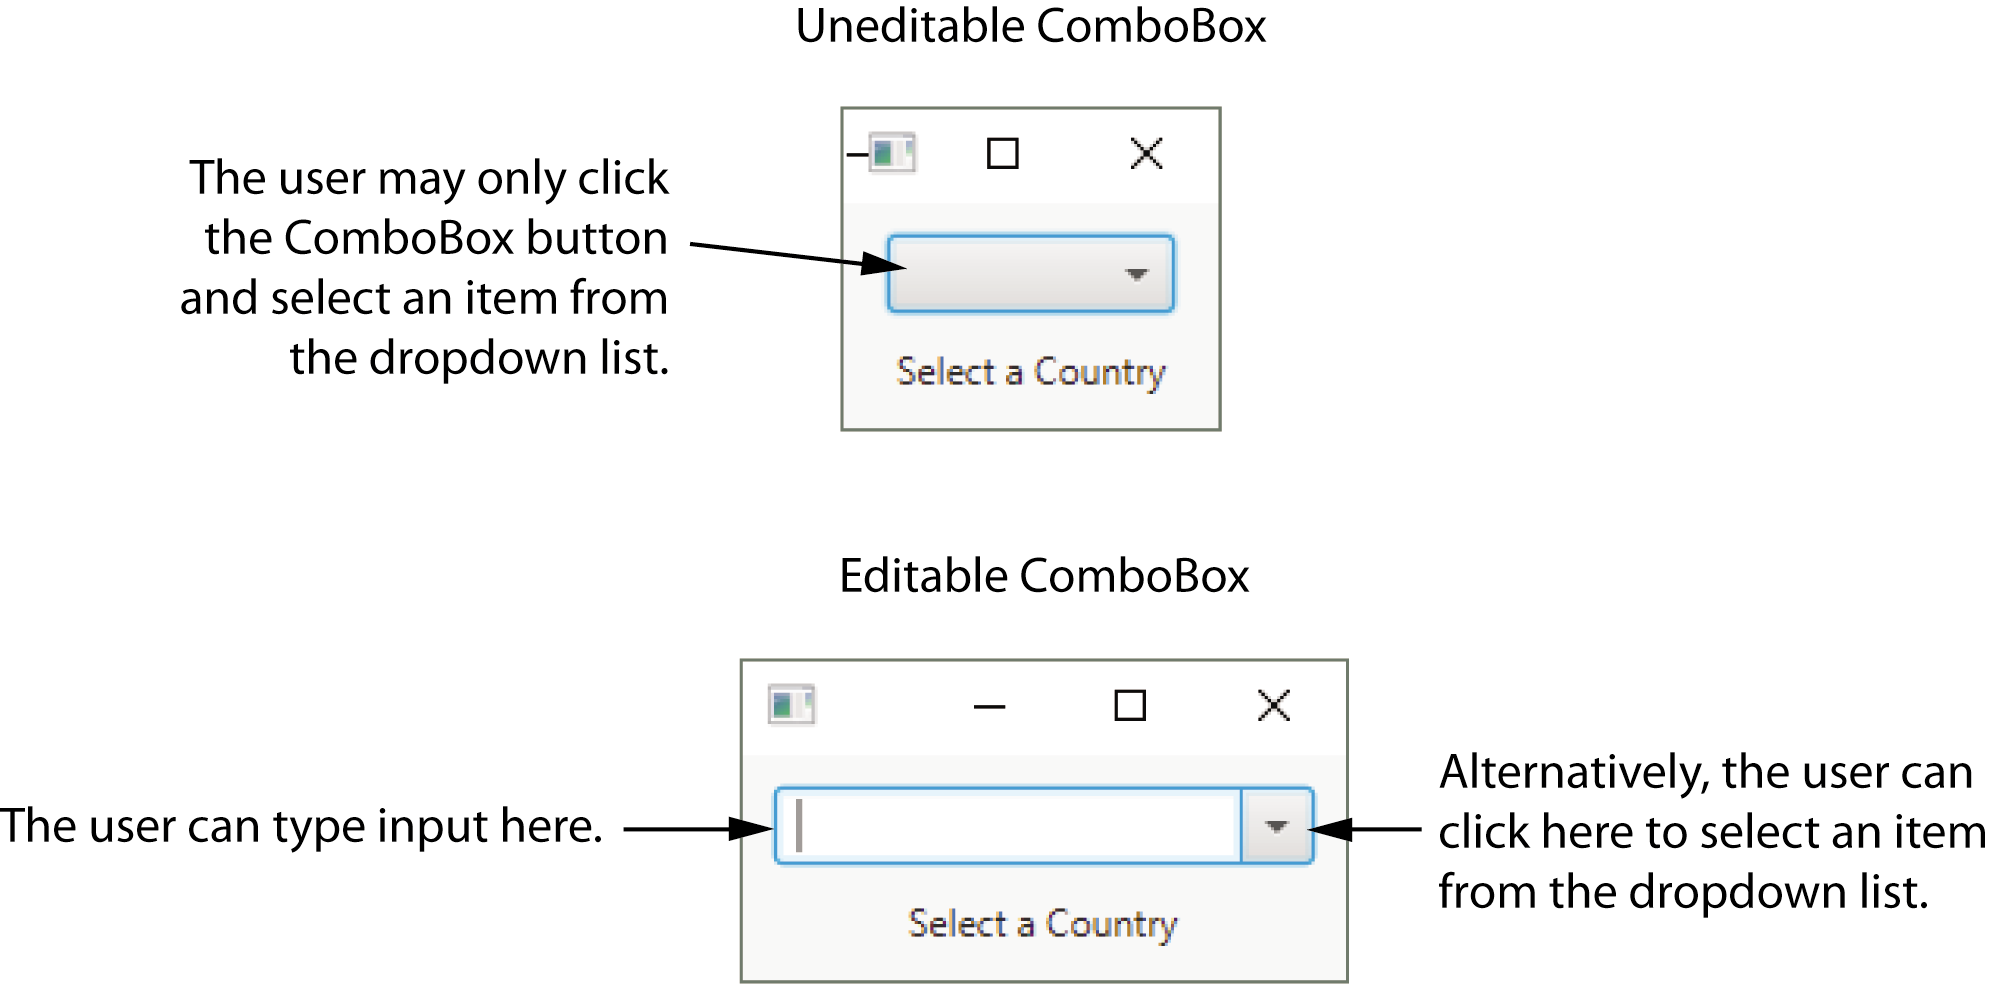 Uneditable ComboBox
The user may only click
the ComboBox button
and select an item from
the dropdown list.
Select a Country
Editable ComboBox
The user can type input here.
Alternatively, the user can
click here to select an item
from the dropdown list.
Select a Country